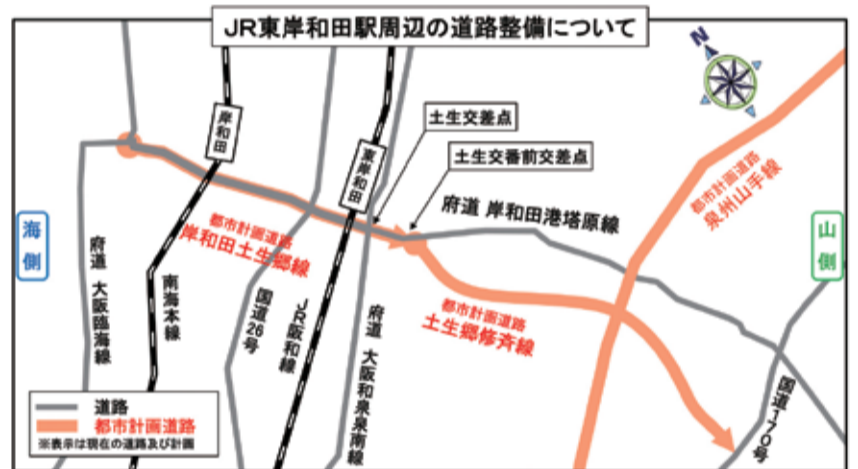 JR東岸和田駅周辺の道路整備について
N
岸和田
土生交差点
東岸和田
土生交番前交差点
都市計画道路
泉州山手線
府道 岸和田港塔原線
海側
山側
都市計画道路
岸和田土生郷線
府道 大阪臨海線
南海本線
国道26号
JR阪和線
府道 大阪和泉泉南線
都市計画道路
土生郷修斉線
国道170号
道路
都市計画道路
※表示は現在の道路及び計画